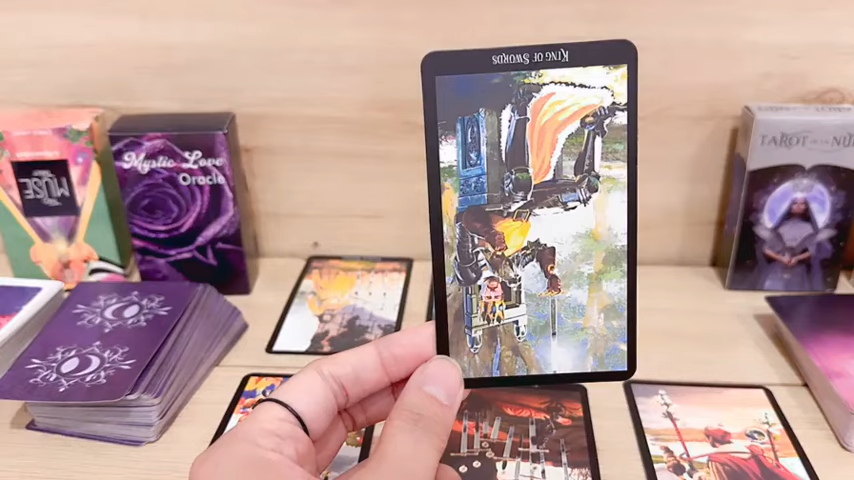 KING OF SWORDS
MUSE
Mystic Love
Oracle
TAROT